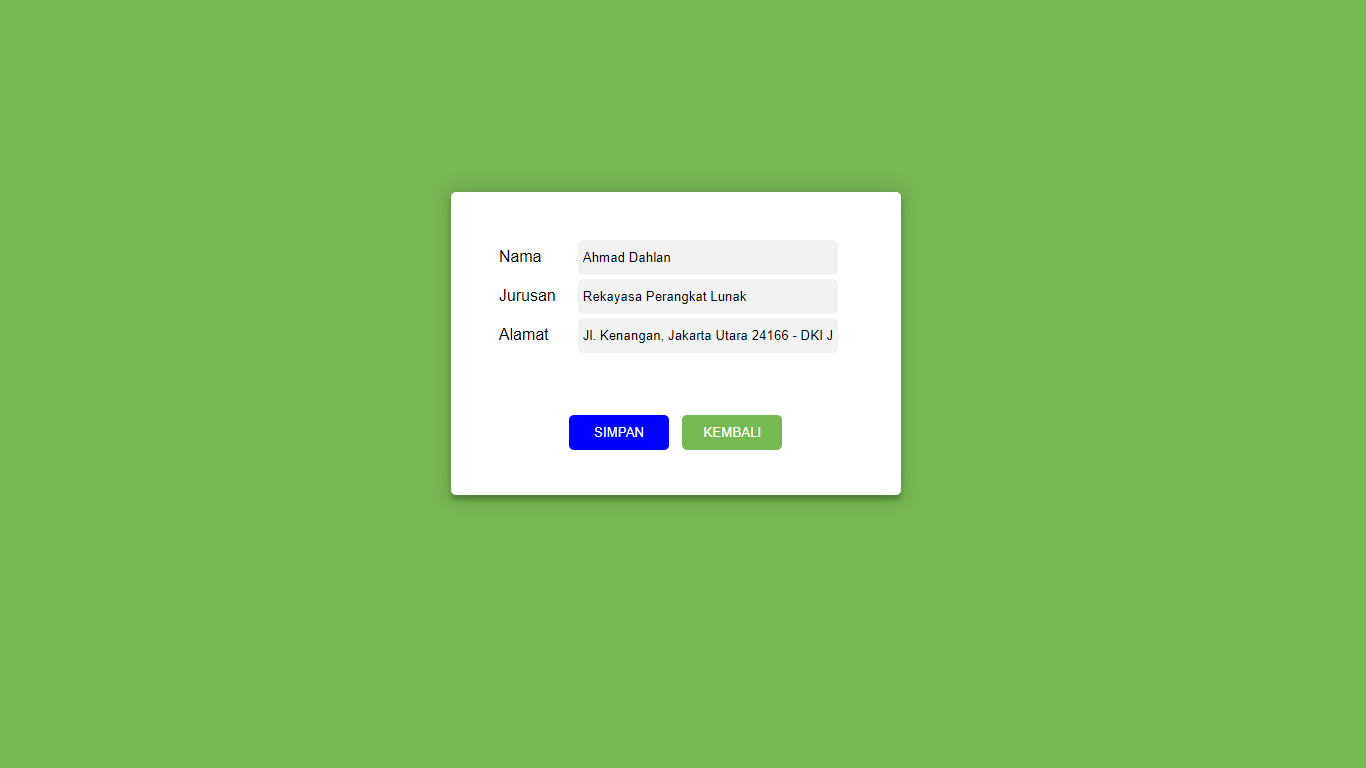 Nama Ahmad Dahlan
Jurusan Rekayasa Perangkat Lunak
Alamat Jl. Kenangan, Jakarta Utara 24166 - DKI J
SIMPAN KEMBALI